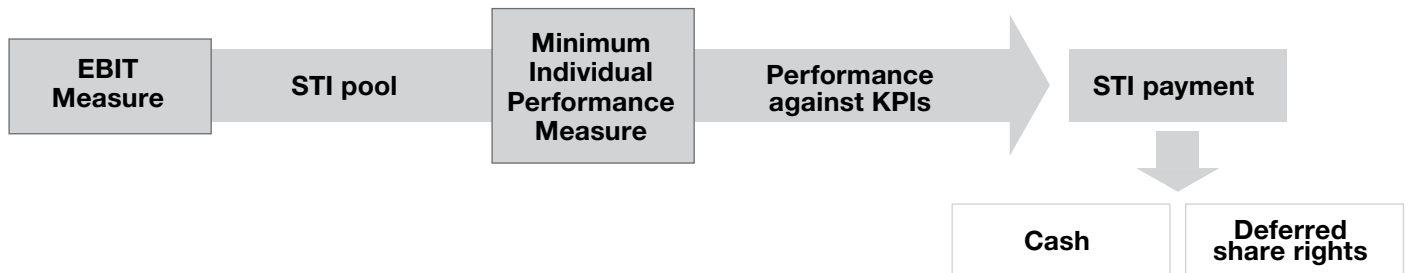 EBIT
Measure
STI pool
Minimum
Individual
Performance
Measure
Performance
against KPIs
STI payment
Cash
Deferred
share rights